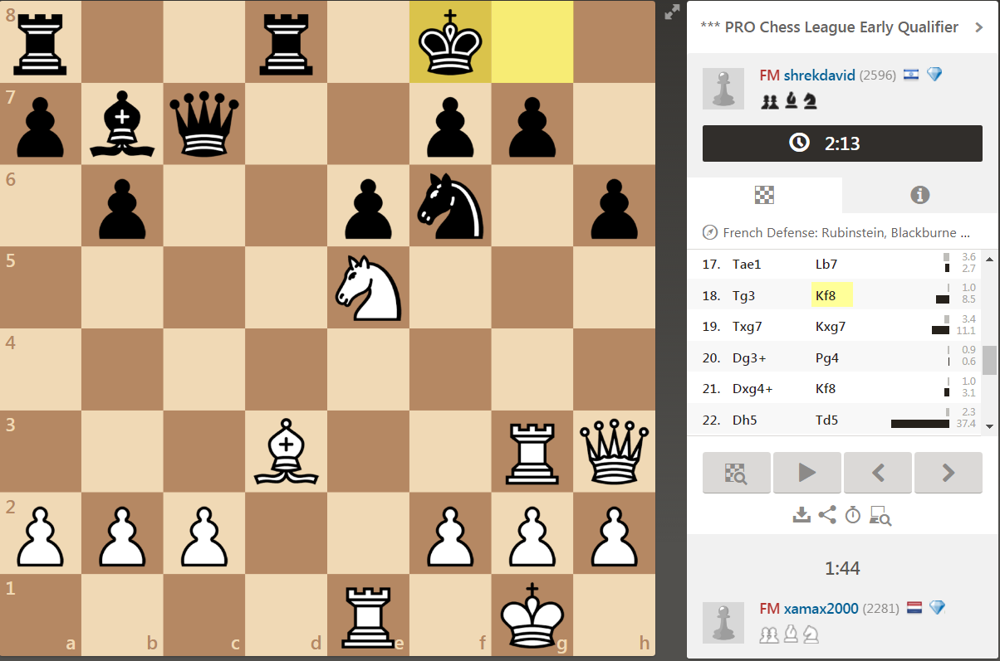 8
7
6
5
4
3
2
1
a b c d e f g h
*** PRO Chess League Early Qualifier
FM shrekdavid (2596)
2:13
French Defense: Rubinstein, Blackburne ...
17. Tae1 Lb7 3.6 2.7
18. Tg3 Kf8 1.0 8.5
19. Txg7 Kxg7 3.4 11.1
20. Dg3+ Pg4 0.9 0.6
21. Dxg4+ Kf8 1.0 3.1
22. Dh5 Td5 2.3 37.4
1:44
FM xamax2000 (2281)